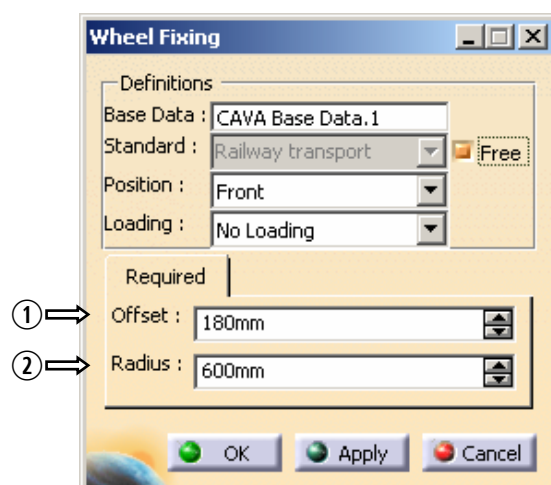 Wheel Fixing
Definitions
Base Data : CAVA Base Data.1
Standard : Railway transport Free
Position : Front
Loading : No Loading
Required
① Offset : 180mm
② Radius : 600mm
OK Apply Cancel